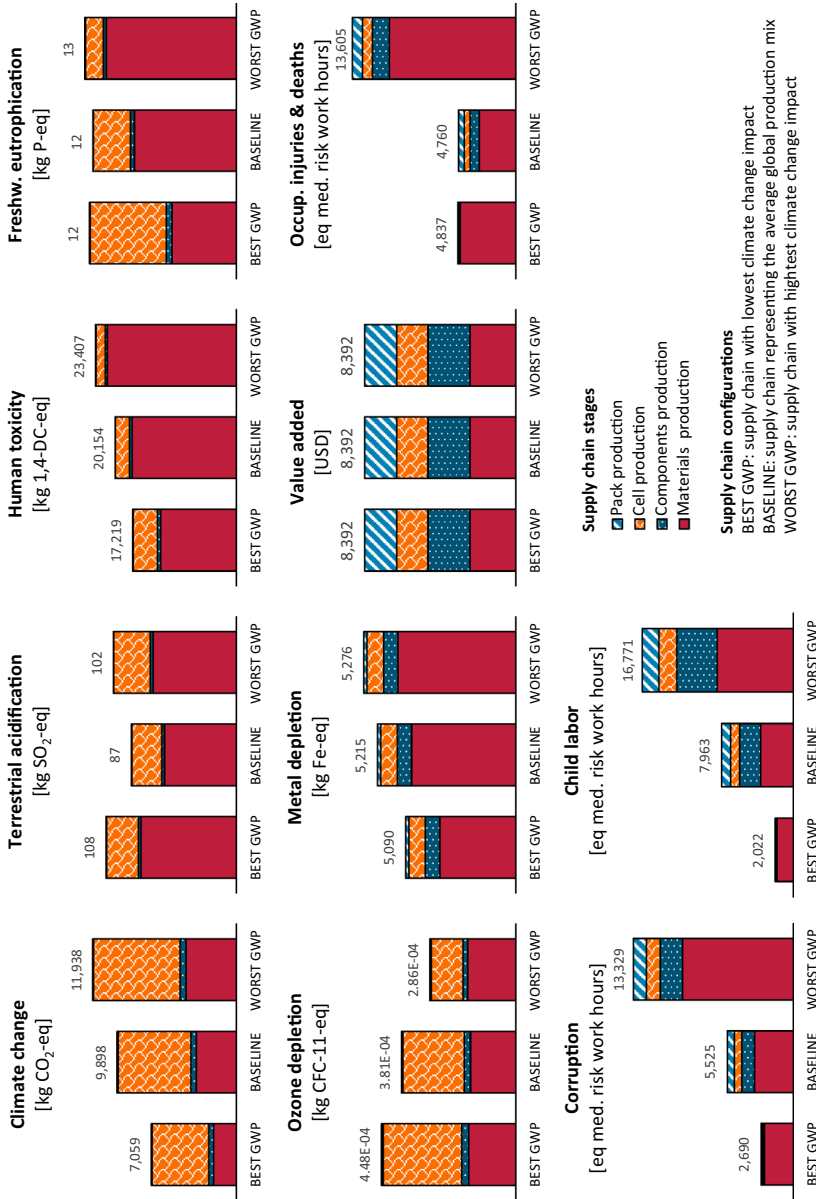 Climate change
[kg CO₂-eq]
7,059
9,898
11,938
BEST GWP
BASELINE
WORST GWP
Terrestrial acidification
[kg SO₂-eq]
108
87
102
BEST GWP
BASELINE
WORST GWP
Human toxicity
[kg 1,4-DC-eq]
17,219
20,154
23,407
BEST GWP
BASELINE
WORST GWP
Freshw. eutrophication
[kg P-eq]
12
12
13
BEST GWP
BASELINE
WORST GWP
Ozone depletion
[kg CFC-11-eq]
4.48E-04
3.81E-04
2.86E-04
BEST GWP
BASELINE
WORST GWP
Metal depletion
[kg Fe-eq]
5,090
5,215
5,276
BEST GWP
BASELINE
WORST GWP
Value added
[USD]
8,392
8,392
8,392
BEST GWP
BASELINE
WORST GWP
Occup. injuries & deaths
[eq med. risk work hours]
4,837
4,760
13,605
BEST GWP
BASELINE
WORST GWP
Corruption
[eq med. risk work hours]
2,690
5,525
13,329
BEST GWP
BASELINE
WORST GWP
Child labor
[eq med. risk work hours]
2,022
7,963
16,771
BEST GWP
BASELINE
WORST GWP
Supply chain stages
Pack production
Cell production
Components production
Materials production
Supply chain configurations
BEST GWP: supply chain with lowest climate change impact
BASELINE: supply chain representing the average global production mix
WORST GWP: supply chain with hightest climate change impact